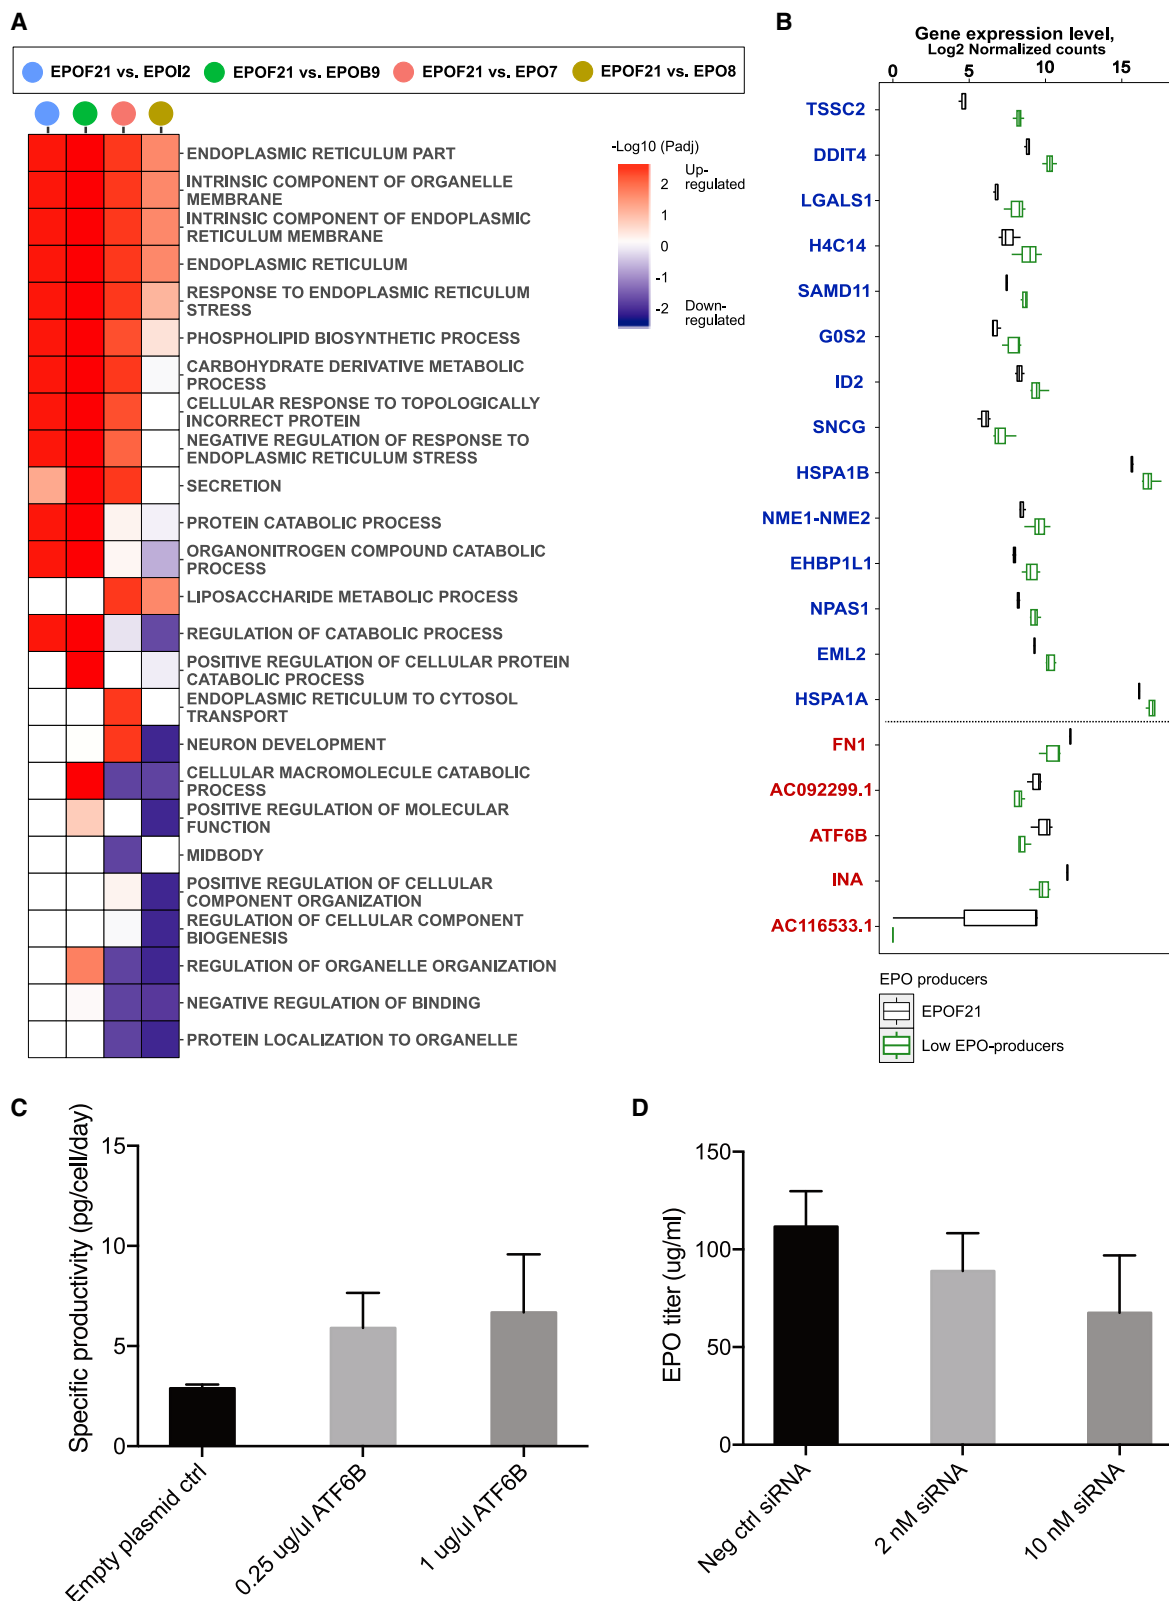 A
EPOF21 vs. EPOI2
EPOF21 vs. EPOB9
EPOF21 vs. EPO7
EPOF21 vs. EPO8
ENDOPLASMIC RETICULUM PART
INTRINSIC COMPONENT OF ORGANELLE
MEMBRANE
INTRINSIC COMPONENT OF ENDOPLASMIC
RETICULUM MEMBRANE
ENDOPLASMIC RETICULUM
RESPONSE TO ENDOPLASMIC RETICULUM
STRESS
PHOSPHOLIPID BIOSYNTHETIC PROCESS
CARBOHYDRATE DERIVATIVE METABOLIC
PROCESS
CELLULAR RESPONSE TO TOPOLOGICALLY
INCORRECT PROTEIN
NEGATIVE REGULATION OF RESPONSE TO
ENDOPLASMIC RETICULUM STRESS
SECRETION
PROTEIN CATABOLIC PROCESS
ORGANONITROGEN COMPOUND CATABOLIC
PROCESS
LIPOSACCHARIDE METABOLIC PROCESS
REGULATION OF CATABOLIC PROCESS
POSITIVE REGULATION OF CELLULAR PROTEIN
CATABOLIC PROCESS
ENDOPLASMIC RETICULUM TO CYTOSOL
TRANSPORT
NEURON DEVELOPMENT
CELLULAR MACROMOLECULE CATABOLIC
PROCESS
POSITIVE REGULATION OF MOLECULAR
FUNCTION
MIDBODY
POSITIVE REGULATION OF CELLULAR
COMPONENT ORGANIZATION
REGULATION OF CELLULAR COMPONENT
BIOGENESIS
REGULATION OF ORGANELLE ORGANIZATION
NEGATIVE REGULATION OF BINDING
PROTEIN LOCALIZATION TO ORGANELLE
-Log10 (Padj)
2
1
0
-1
-2
Up-
regulated
Down-
regulated
B
Gene expression level,
Log2 Normalized counts
0 5 10 15
TSSC2
DDIT4
LGALS1
H4C14
SAMD11
G0S2
ID2
SNCG
HSPA1B
NME1-NME2
EHBP1L1
NPAS1
EML2
HSPA1A
FN1
AC092299.1
ATF6B
INA
AC116533.1
EPO producers
EPOF21
Low EPO-producers
C
Specific productivity (pg/cell/day)
15
10
5
0
Empty plasmid ctrl
0.25 ug/ul ATF6B
1 ug/ul ATF6B
D
EPO titer (ug/ml)
150
100
50
0
Neg ctrl siRNA
2 nM siRNA
10 nM siRNA